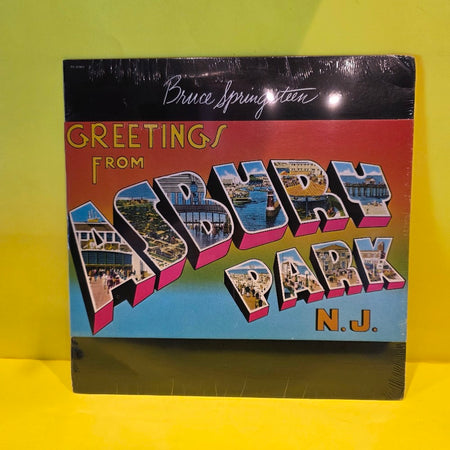 Bruce Springsteen
GREETINGS
FROM
ASBURY
PARK
N.J.